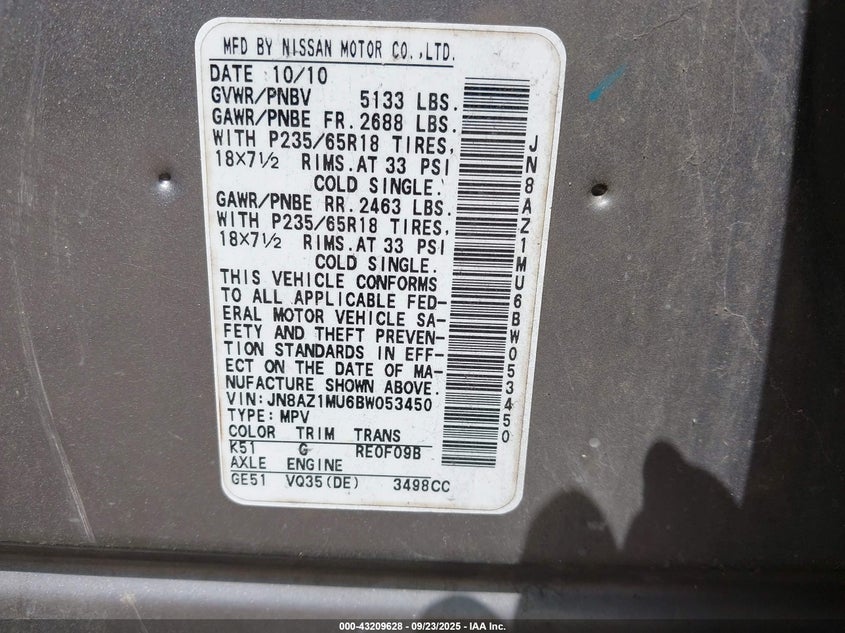 MFD BY NISSAN MOTOR CO.,LTD.
DATE 10/10
GVWR/PNBV 5133 LBS.
GAWR/PNBE FR.2688 LBS.
WITH P235/65R18 TIRES,
18X7½ RIMS.AT 33 PSI
COLD SINGLE.
GAWR/PNBE RR.2463 LBS.
WITH P235/65R18 TIRES,
18X7½ RIMS.AT 33 PSI
COLD SINGLE.
THIS VEHICLE CONFORMS
TO ALL APPLICABLE FED-
ERAL MOTOR VEHICLE SA-
FETY AND THEFT PREVEN-
TION STANDARDS IN EFF-
ECT ON THE DATE OF MA-
NUFACTURE SHOWN ABOVE.
VIN:JN8AZ1MU6BW053450
TYPE:MPV
COLOR TRIM TRANS
K51 G RE0F09B
AXLE ENGINE
GE51 VQ35(DE) 3498CC
JN8AZ1MU6BW053450
000-43209628 - 09/23/2025 - IAA Inc.